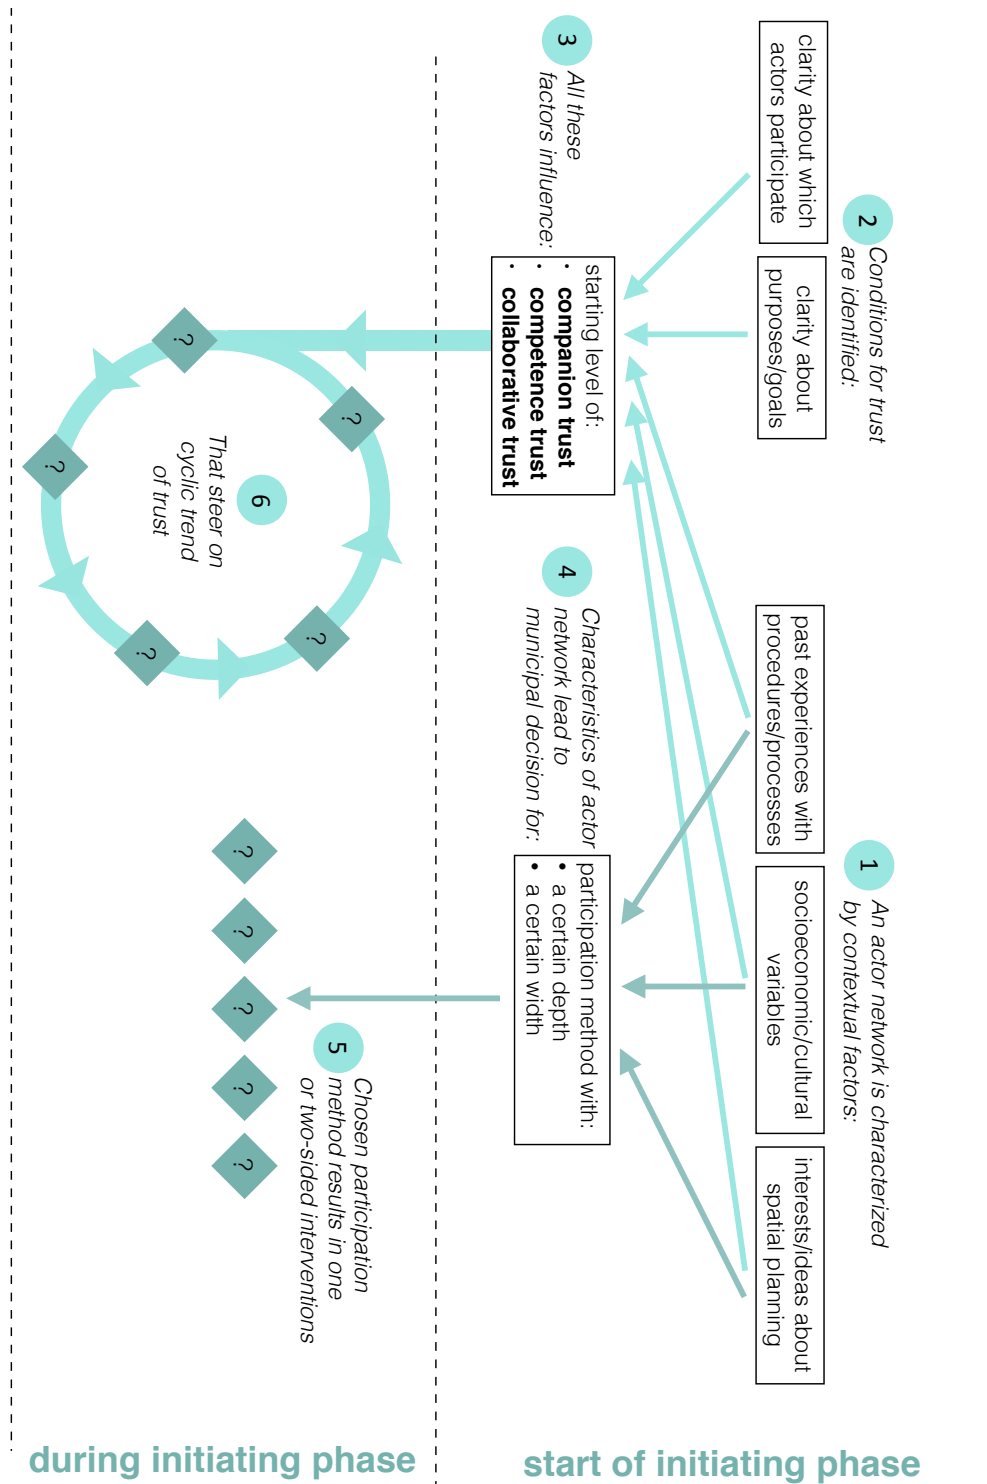 2
Conditions for trust
are identified:
clarity about which
actors participate
clarity about
purposes/goals
1
An actor network is characterized
by contextual factors:
past experiences with
procedures/processes
socioeconomic/cultural
variables
interests/ideas about
spatial planning
3
All these
factors influence:
starting level of:
· companion trust
· competence trust
· collaborative trust
4
Characteristics of actor
network lead to
municipal decision for:
participation method with:
• a certain depth
• a certain width
start of initiating phase
5
Chosen participation
method results in one
or two-sided interventions
?
?
?
?
?
6
That steer on
cyclic trend
of trust
?
?
?
?
?
during initiating phase